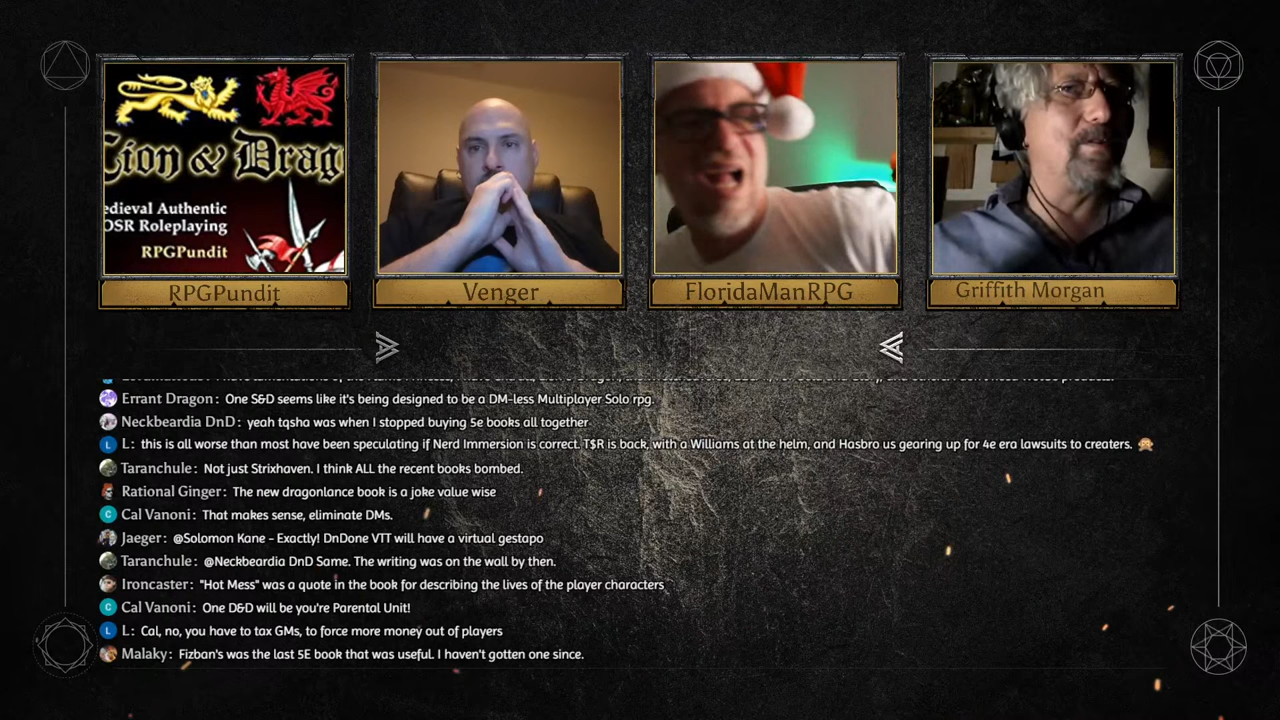 Lion & Drag
edieval Authentic
OSR Roleplaying
RPGPundit
RPGPundit
Venger
FloridaManRPG
Griffith Morgan
Errant Dragon: One S&D seems like it's being designed to be a DM-less Multiplayer Solo rpg.
Neckbeardia DnD: yeah tqsha was when I stopped buying 5e books all together
L: this is all worse than most have been speculating if Nerd Immersion is correct. T$R is back, with a Williams at the helm, and Hasbro us gearing up for 4e era lawsuits to creaters. 🙊
Taranchule: Not just Strixhaven. I think ALL the recent books bombed.
Rational Ginger: The new dragonlance book is a joke value wise
Cal Vanoni: That makes sense, eliminate DMs.
Jaeger: @Solomon Kane - Exactly! DnDone VTT will have a virtual gestapo
Taranchule: @Neckbeardia DnD Same. The writing was on the wall by then.
Ironcaster: "Hot Mess" was a quote in the book for describing the lives of the player characters
Cal Vanoni: One D&D will be you're Parental Unit!
L: Cal, no, you have to tax GMs, to force more money out of players
Malaky: Fizban's was the last 5E book that was useful. I haven't gotten one since.